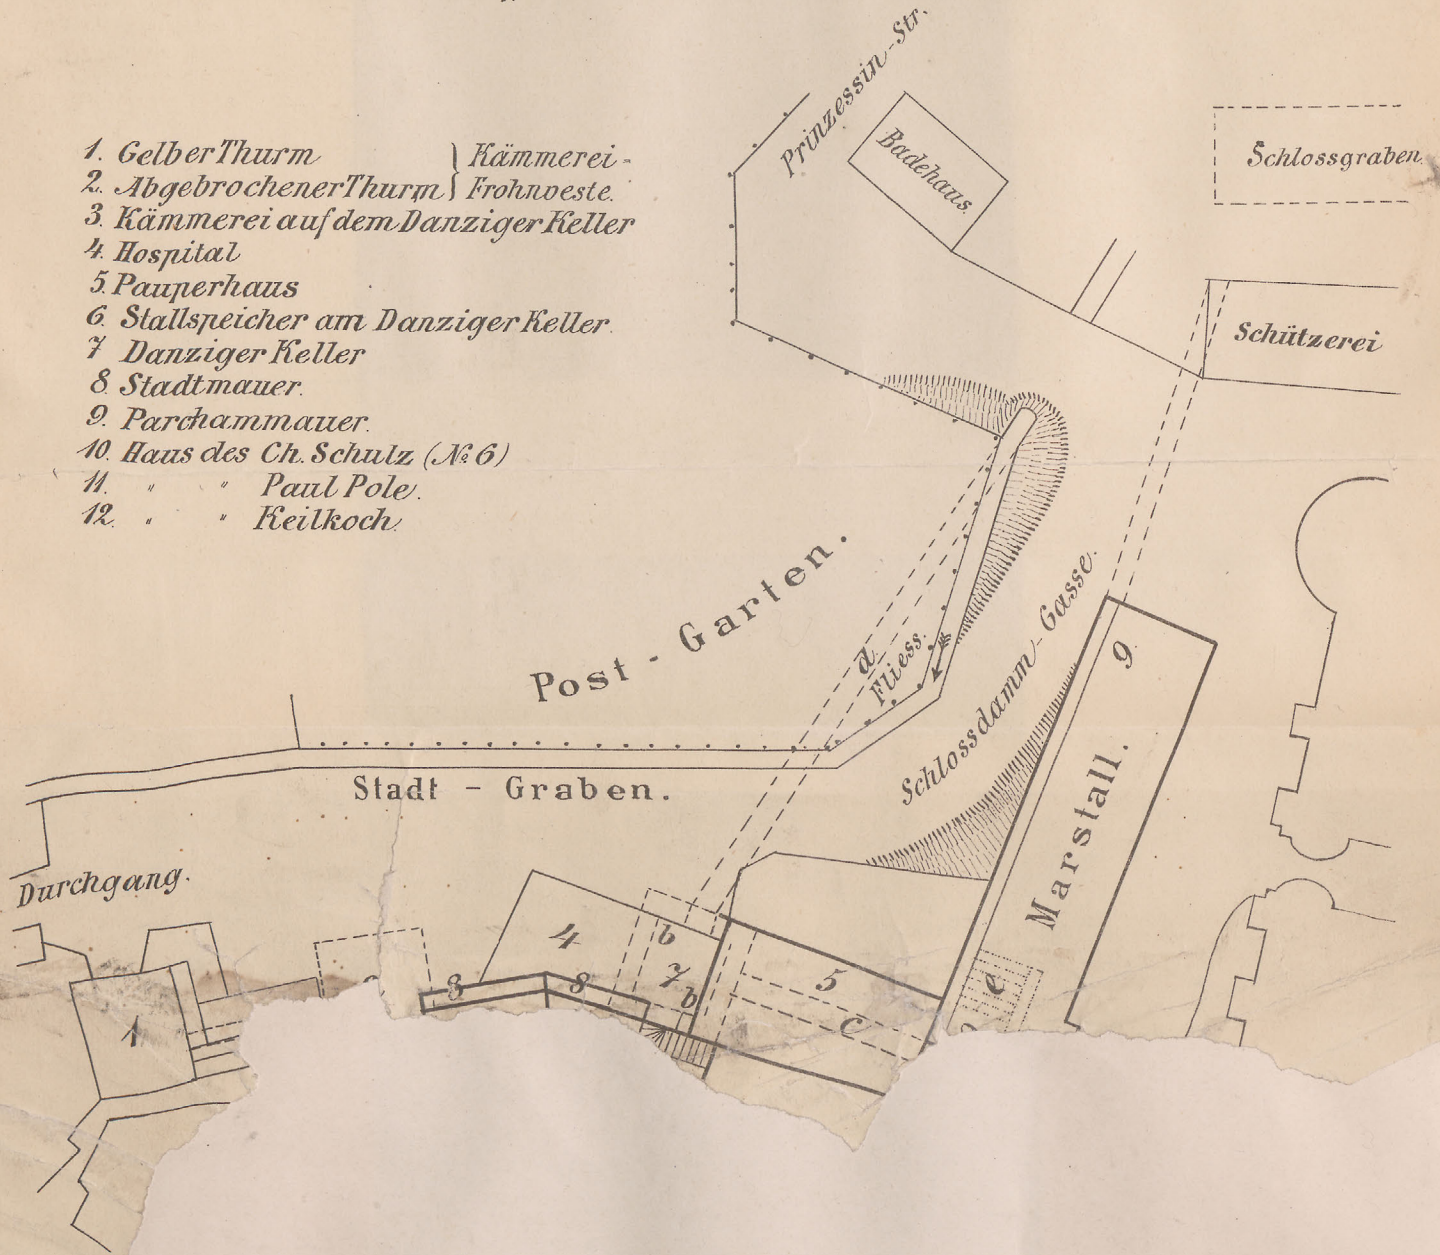 1. Gelber Thurm } Kämmerei-
2. Abgebrochener Thurm } Frohnveste.
3. Kämmerei auf dem Danziger Keller
4. Hospital
5. Pauperhaus
6. Stallspeicher am Danziger Keller.
7 Danziger Keller
8. Stadtmauer.
9. Parchammauer.
10. Haus des Ch. Schulz (№ 6)
11. " " Paul Pole.
12. " " Keilkoch.
Prinzessin-Str.
Badehaus.
Schlossgraben.
Schützerei
Post-Garten.
d.
Fliess.
Schlossdamm-Gasse.
9.
Stadt-Graben.
Marstall.
Durchgang.
4
b
7
b
5
c
e
8
8
1